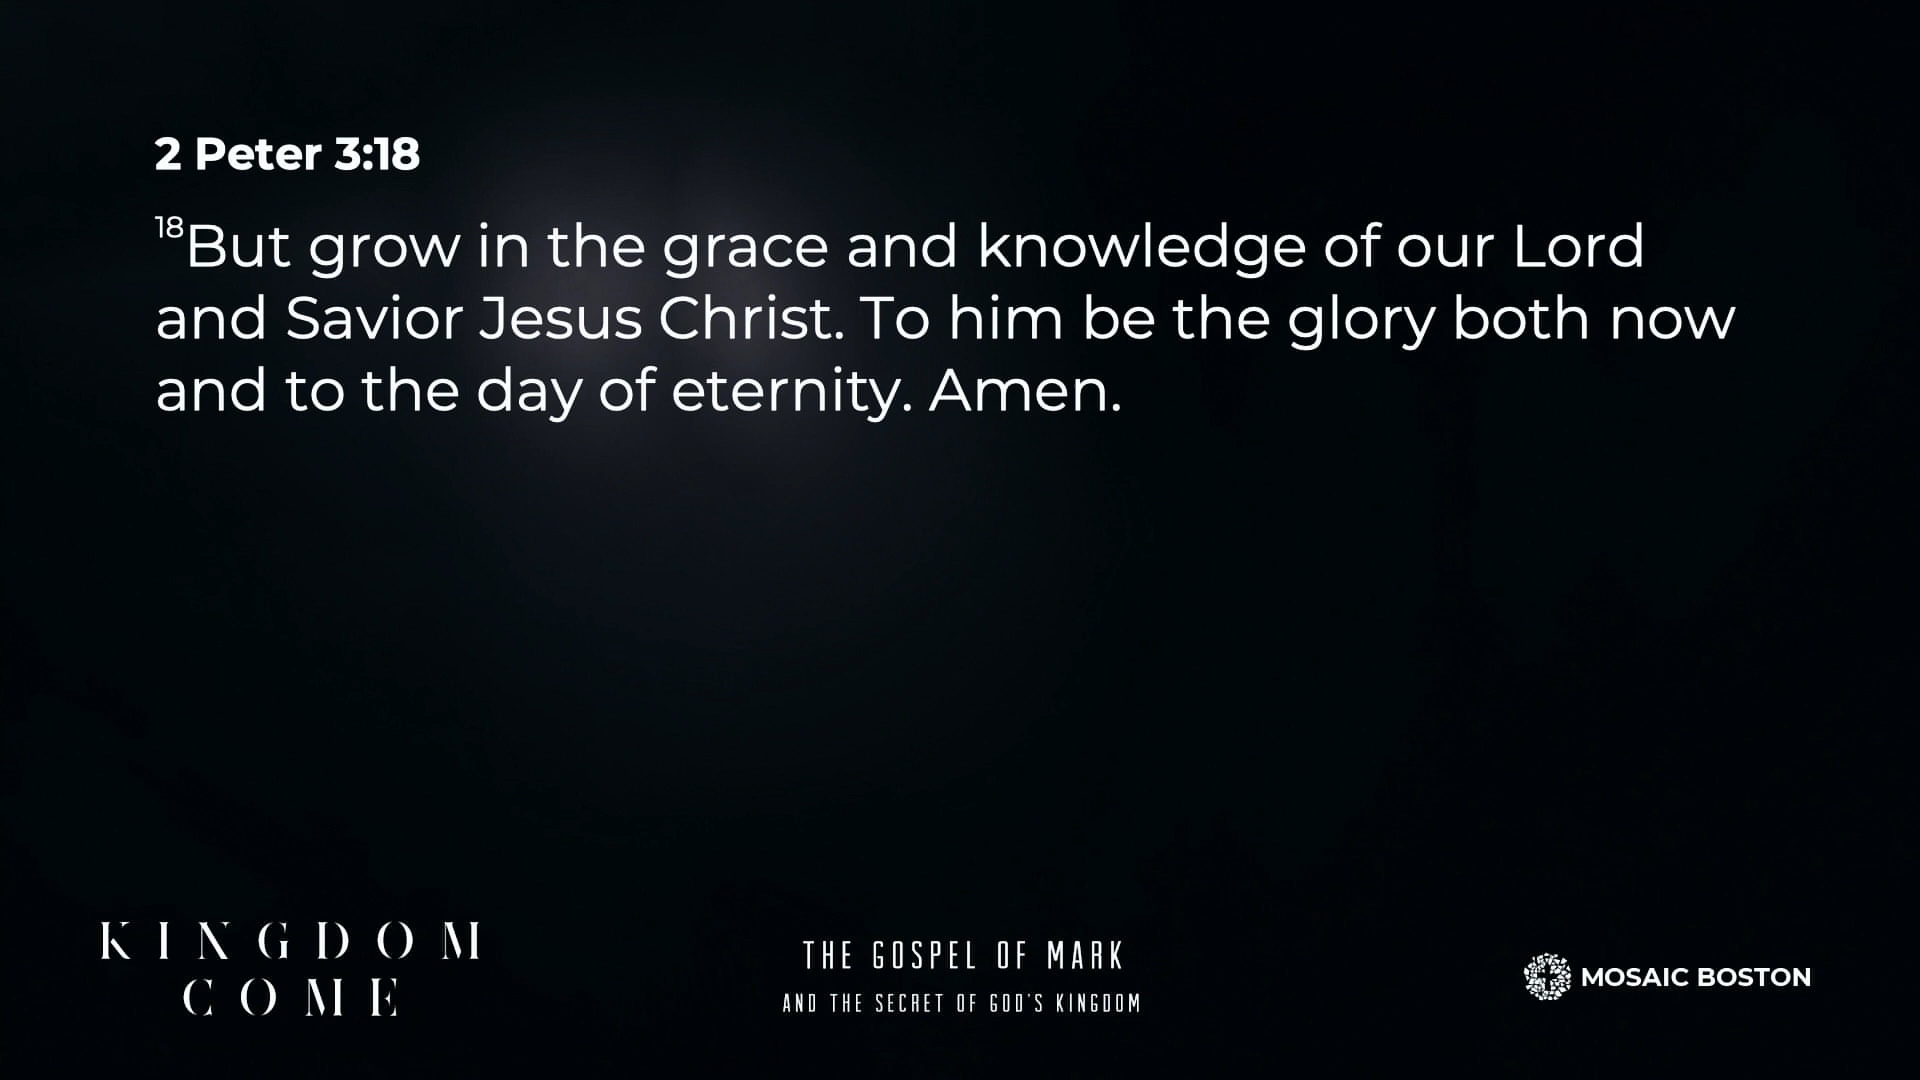 2 Peter 3:18
18But grow in the grace and knowledge of our Lord
and Savior Jesus Christ. To him be the glory both now
and to the day of eternity. Amen.
KINGDOM
COME
THE GOSPEL OF MARK
AND THE SECRET OF GOD'S KINGDOM
MOSAIC BOSTON